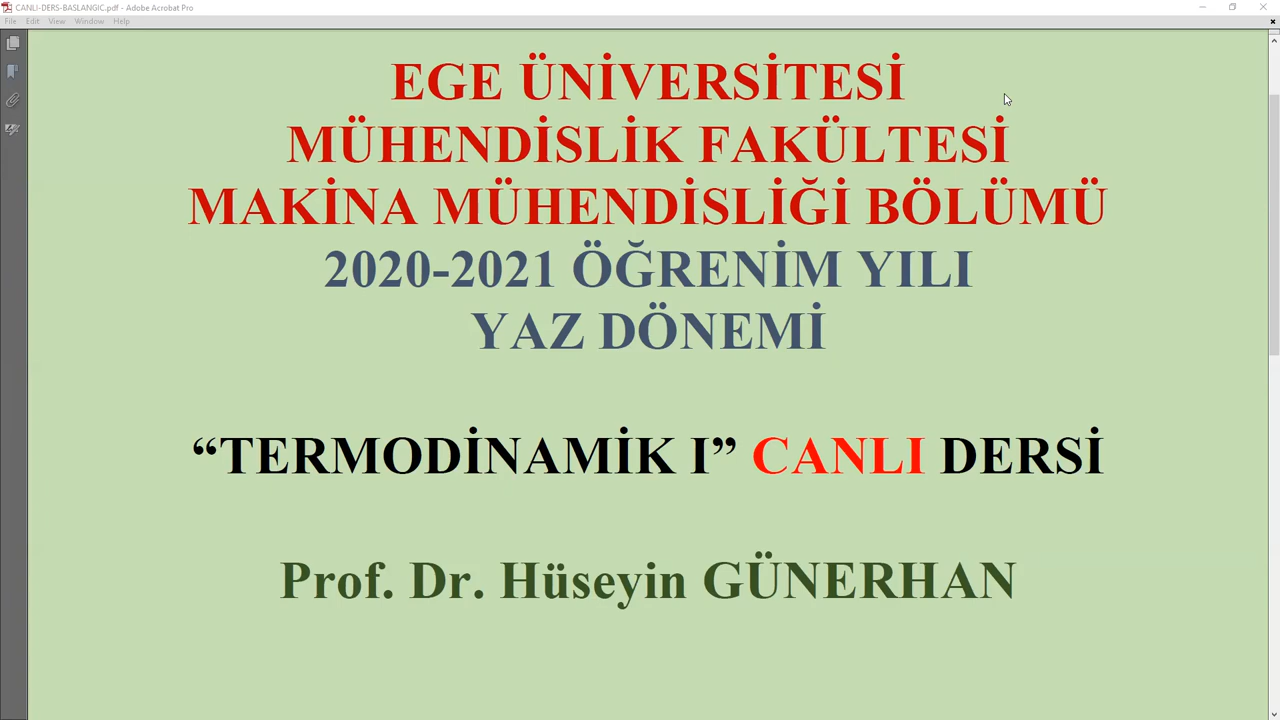 CANLI-DERS-BASLANGIC.pdf - Adobe Acrobat Pro
File Edit View Window Help
EGE ÜNİVERSİTESİ
MÜHENDİSLİK FAKÜLTESİ
MAKİNA MÜHENDİSLİĞİ BÖLÜMÜ
2020-2021 ÖĞRENİM YILI
YAZ DÖNEMİ
“TERMODİNAMİK I” CANLI DERSİ
Prof. Dr. Hüseyin GÜNERHAN